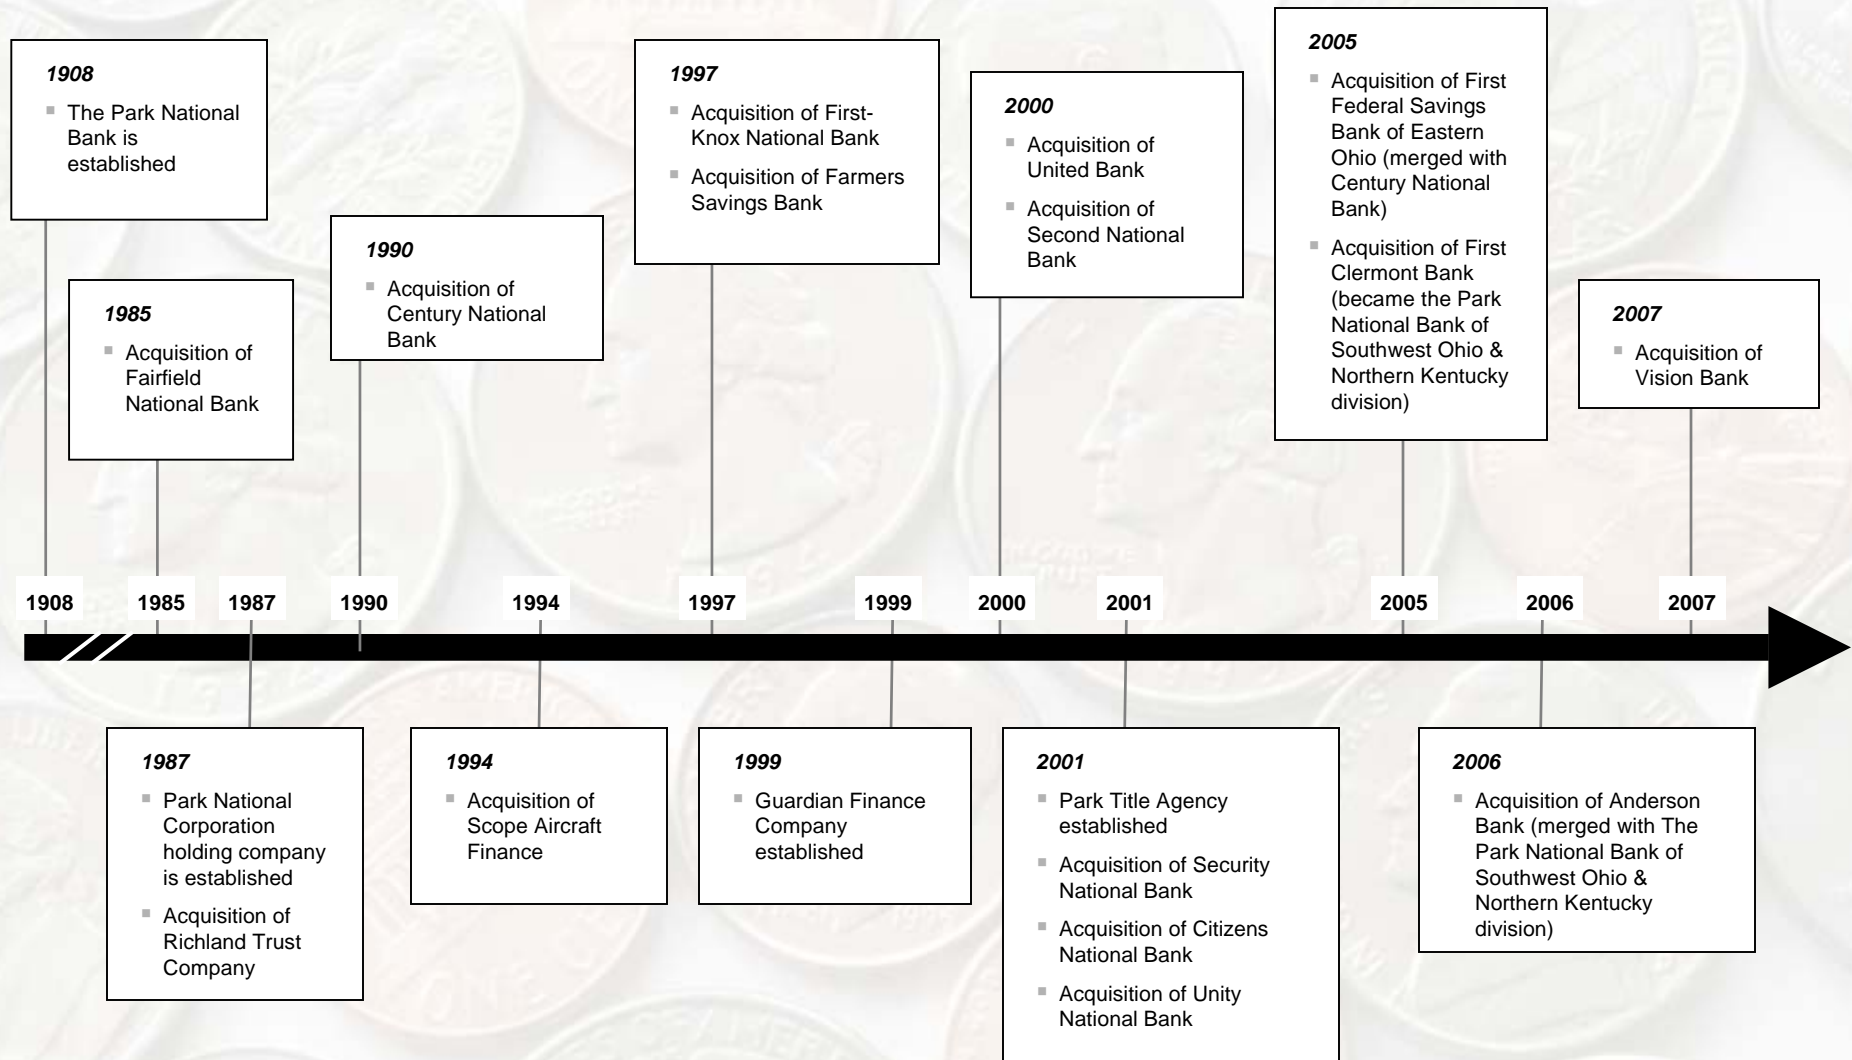 1908
The Park National
Bank is
established
1985
Acquisition of
Fairfield
National Bank
1990
Acquisition of
Century National
Bank
1997
Acquisition of First-
Knox National Bank
Acquisition of Farmers
Savings Bank
2000
Acquisition of
United Bank
Acquisition of
Second National
Bank
2005
Acquisition of First
Federal Savings
Bank of Eastern
Ohio (merged with
Century National
Bank)
Acquisition of First
Clermont Bank
(became the Park
National Bank of
Southwest Ohio &
Northern Kentucky
division)
2007
Acquisition of
Vision Bank
1908 1985 1987 1990 1994 1997 1999 2000 2001 2005 2006 2007
1987
Park National
Corporation
holding company
is established
Acquisition of
Richland Trust
Company
1994
Acquisition of
Scope Aircraft
Finance
1999
Guardian Finance
Company
established
2001
Park Title Agency
established
Acquisition of Security
National Bank
Acquisition of Citizens
National Bank
Acquisition of Unity
National Bank
2006
Acquisition of Anderson
Bank (merged with The
Park National Bank of
Southwest Ohio &
Northern Kentucky
division)